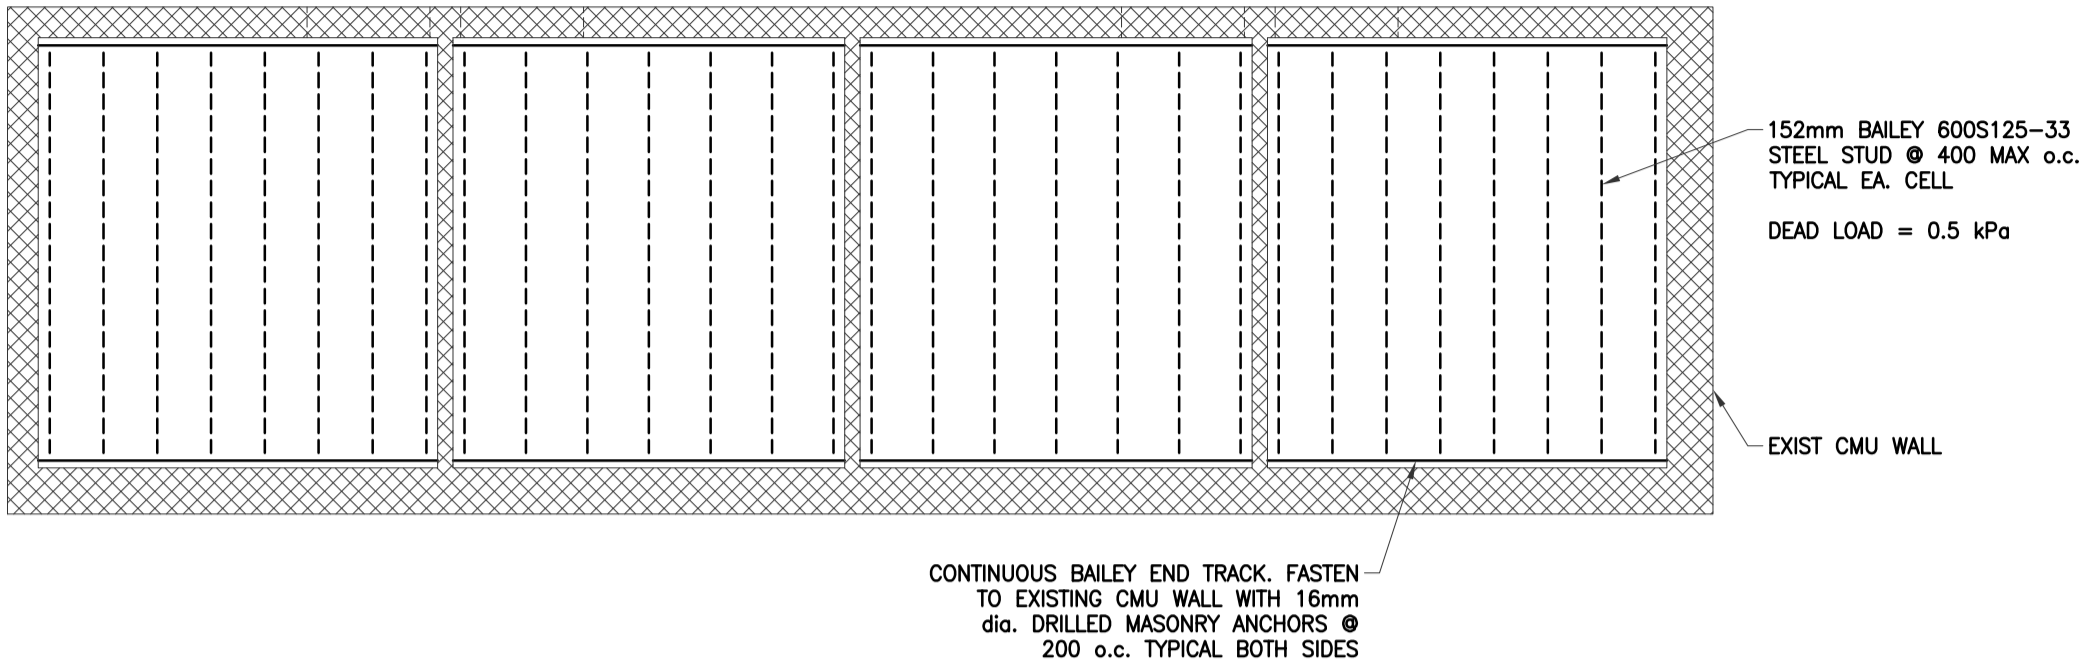 152mm BAILEY 600S125-33
STEEL STUD @ 400 MAX o.c.
TYPICAL EA. CELL
DEAD LOAD = 0.5 kPa
EXIST CMU WALL
CONTINUOUS BAILEY END TRACK. FASTEN
TO EXISTING CMU WALL WITH 16mm
dia. DRILLED MASONRY ANCHORS @
200 o.c. TYPICAL BOTH SIDES